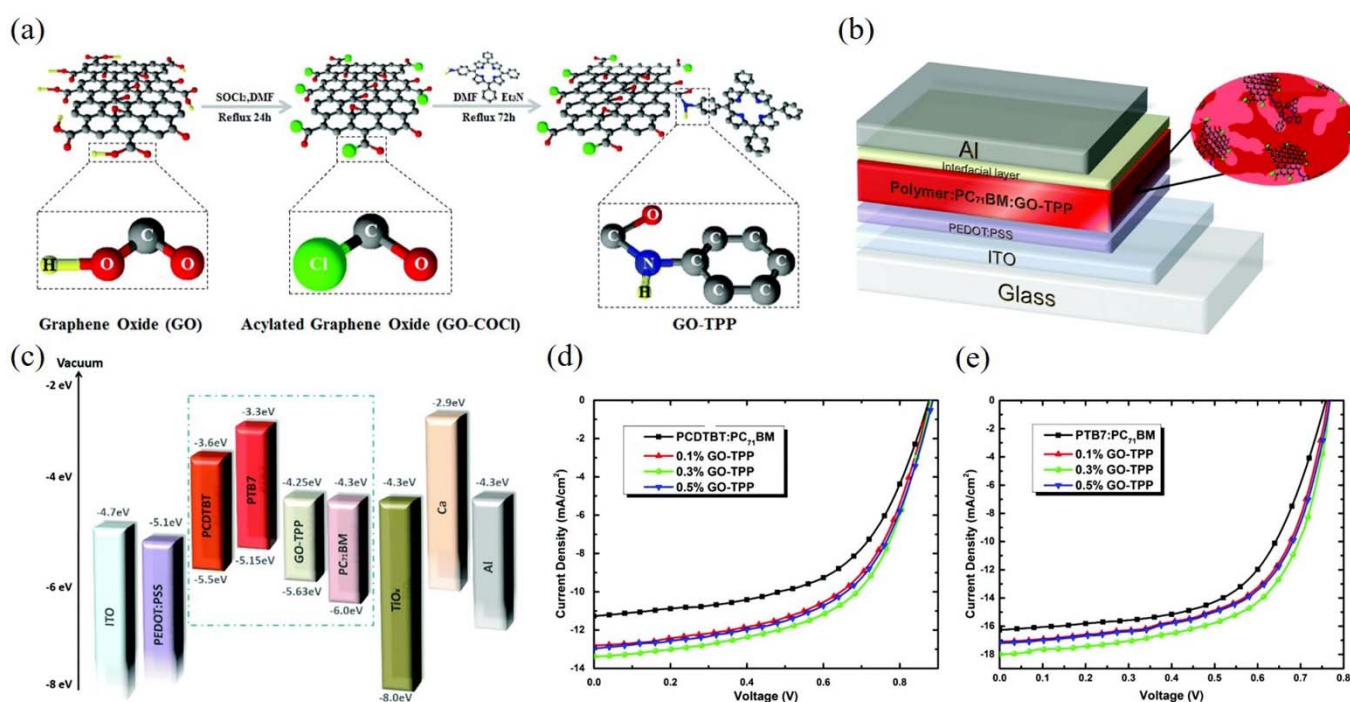 (a)
SOCl₂,DMF
Reflux 24h
DMF Et₃N
Reflux 72h
H O C O
Cl C O
O C N H C C C C C C
Graphene Oxide (GO)
Acylated Graphene Oxide (GO-COCl)
GO-TPP
(b)
Al
Interfacial layer
Polymer:PC₇₁BM:GO-TPP
PEDOT:PSS
ITO
Glass
(c)
Vacuum
-2 eV
-4 eV
-6 eV
-8 eV
-4.7eV
ITO
-5.1eV
PEDOT:PSS
-3.6eV
PCDTBT
-5.5eV
-3.3eV
PTB7
-5.15eV
-4.25eV
GO-TPP
-5.63eV
-4.3eV
PC₇₁BM
-6.0eV
-4.3eV
TiOₓ
-8.0eV
-2.9eV
Ca
-4.3eV
Al
(d)
Current Density (mA/cm²)
0
-2
-4
-6
-8
-10
-12
-14
PCDTBT:PC₇₁BM
0.1% GO-TPP
0.3% GO-TPP
0.5% GO-TPP
0.0 0.2 0.4 0.6 0.8
Voltage (V)
(e)
Current Density (mA/cm²)
0
-2
-4
-6
-8
-10
-12
-14
-16
-18
PTB7:PC₇₁BM
0.1% GO-TPP
0.3% GO-TPP
0.5% GO-TPP
0.0 0.1 0.2 0.3 0.4 0.5 0.6 0.7 0.8
Voltage (V)